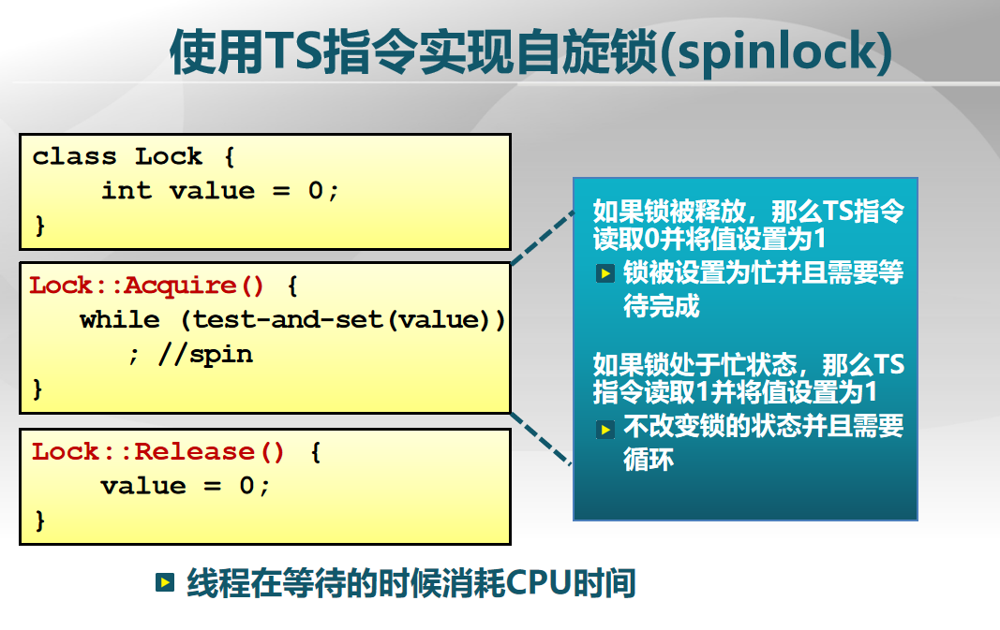 使用TS指令实现自旋锁(spinlock)
class Lock {
int value = 0;
}
Lock::Acquire() {
while (test-and-set(value))
; //spin
}
Lock::Release() {
value = 0;
}
如果锁被释放，那么TS指令
读取0并将值设置为1
锁被设置为忙并且需要等
待完成
如果锁处于忙状态，那么TS
指令读取1并将值设置为1
不改变锁的状态并且需要
循环
线程在等待的时候消耗CPU时间